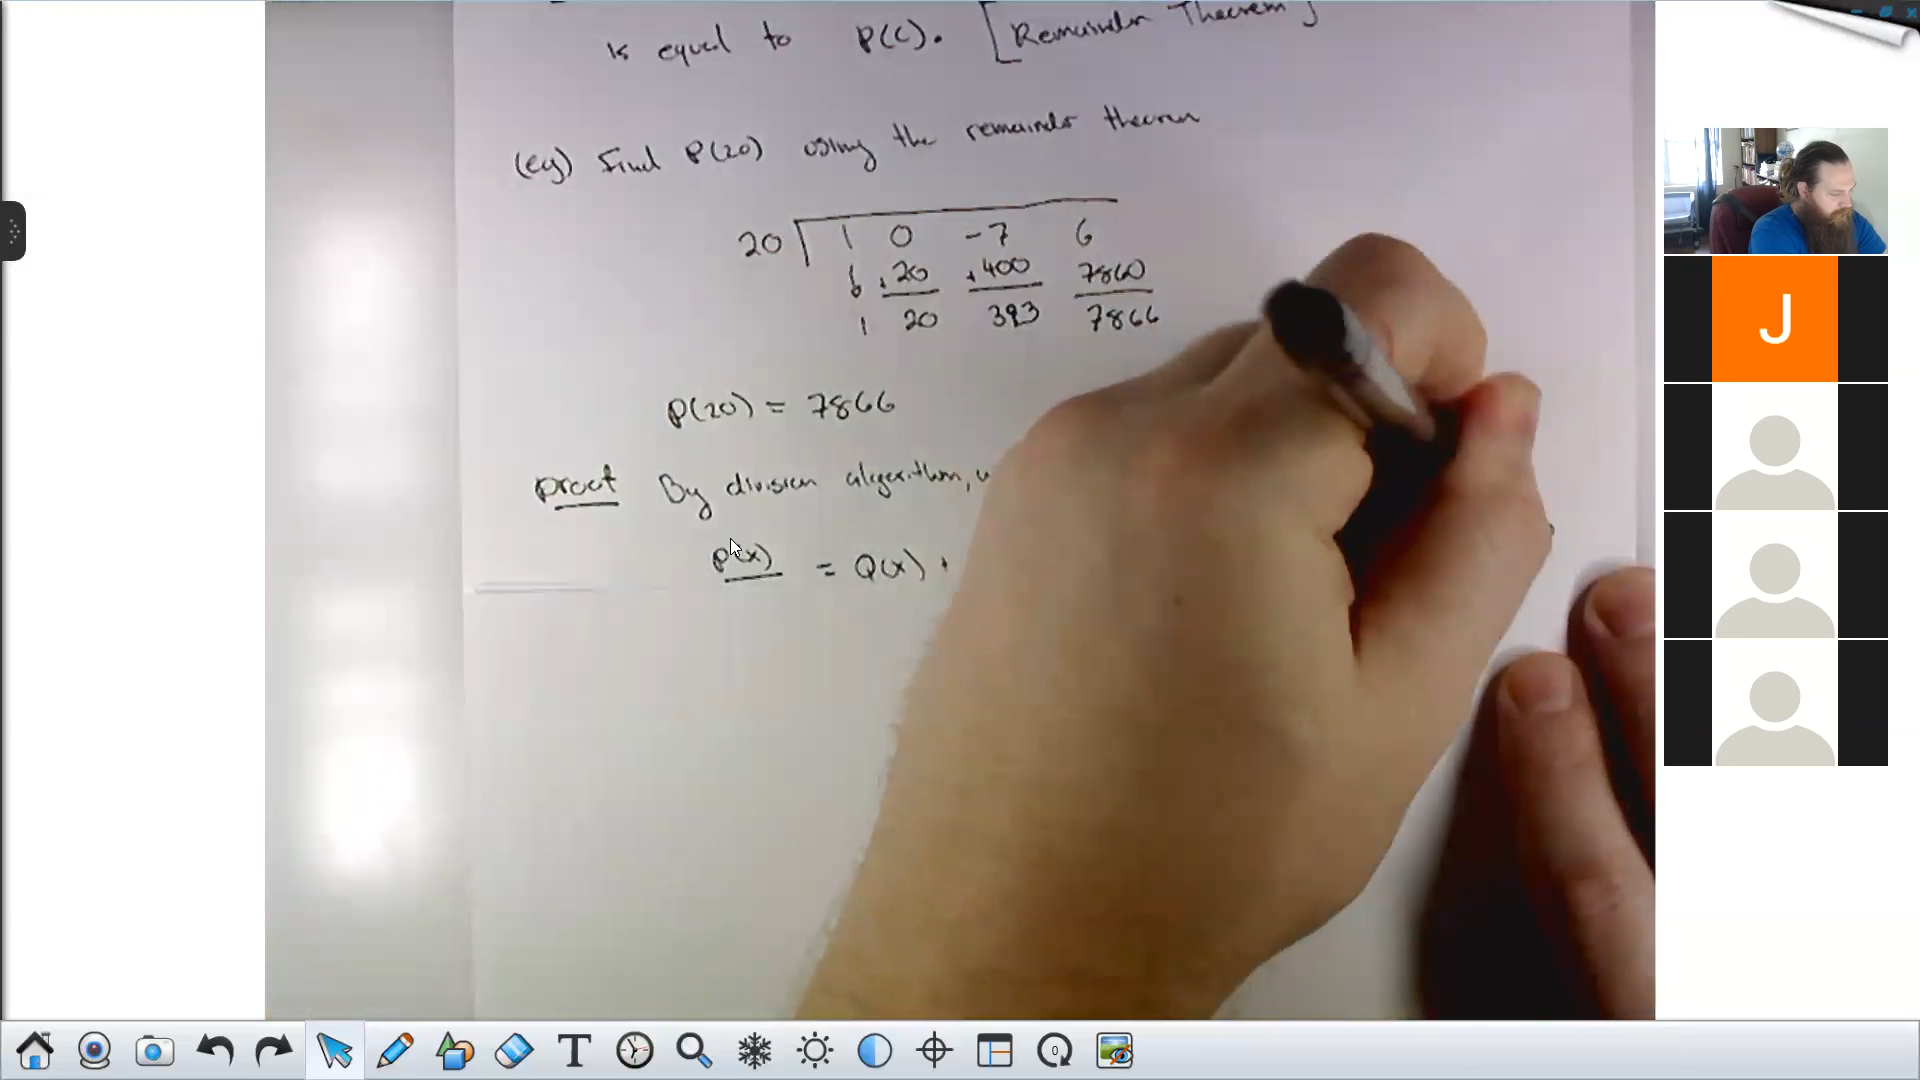 is equal to P(c). [Remainder Theorem]
(eg) Find P(20) using the remainder theorem
20 1 0 -7 6
+20 +400 7860
1 20 393 7866
P(20) = 7866
proof By division algorithm,
P(x) = Q(x) +
J
T
0